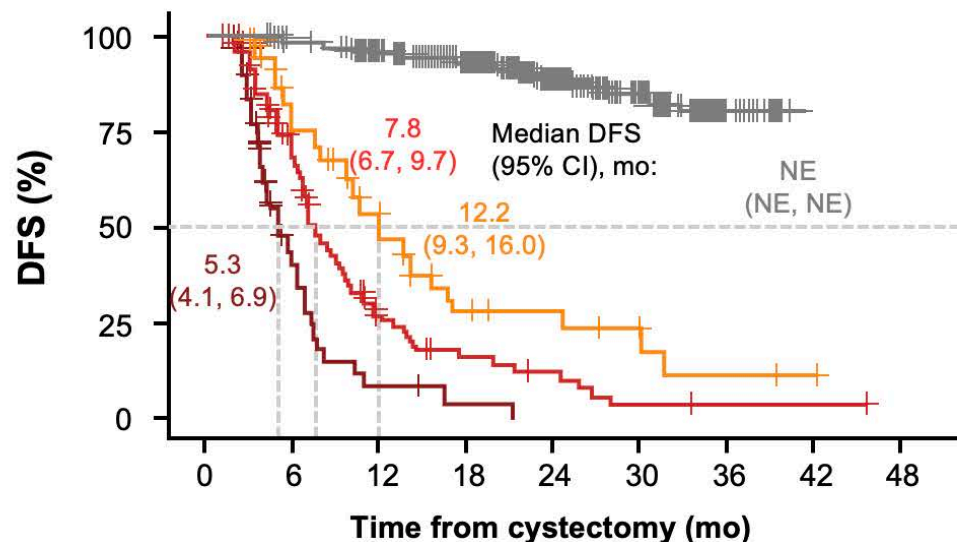 100
75
50
25
0
DFS (%)
7.8
(6.7, 9.7)
Median DFS
(95% CI), mo:
NE
(NE, NE)
12.2
(9.3, 16.0)
5.3
(4.1, 6.9)
0 6 12 18 24 30 36 42 48
Time from cystectomy (mo)